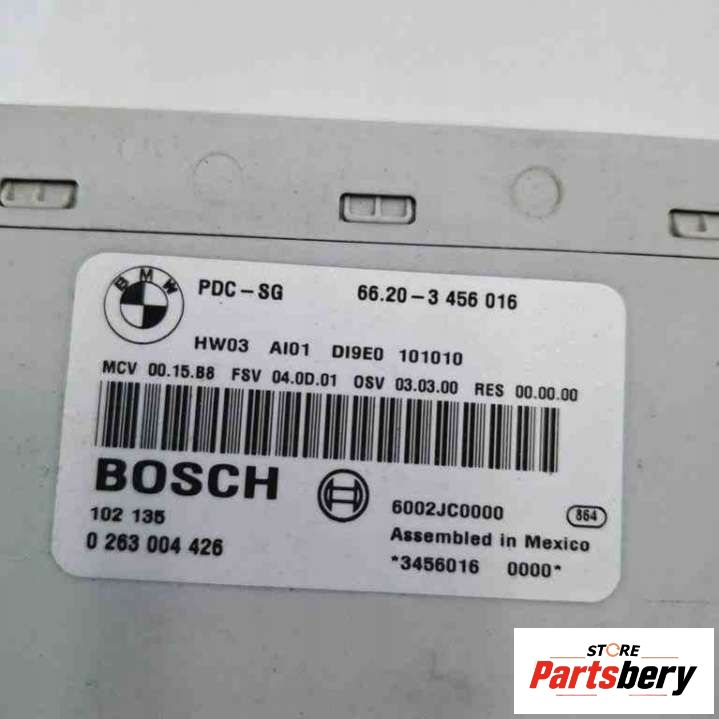 BMW
PDC-SG 66.20-3 456 016
HW03 AI01 DI9E0 101010
MCV 00.15.B8 FSV 04.0D.01 OSV 03.03.00 RES 00.00.00
BOSCH
6002JC0000 864
102 135
Assembled in Mexico
0 263 004 426
*3456016 0000*
STORE
Partsbery